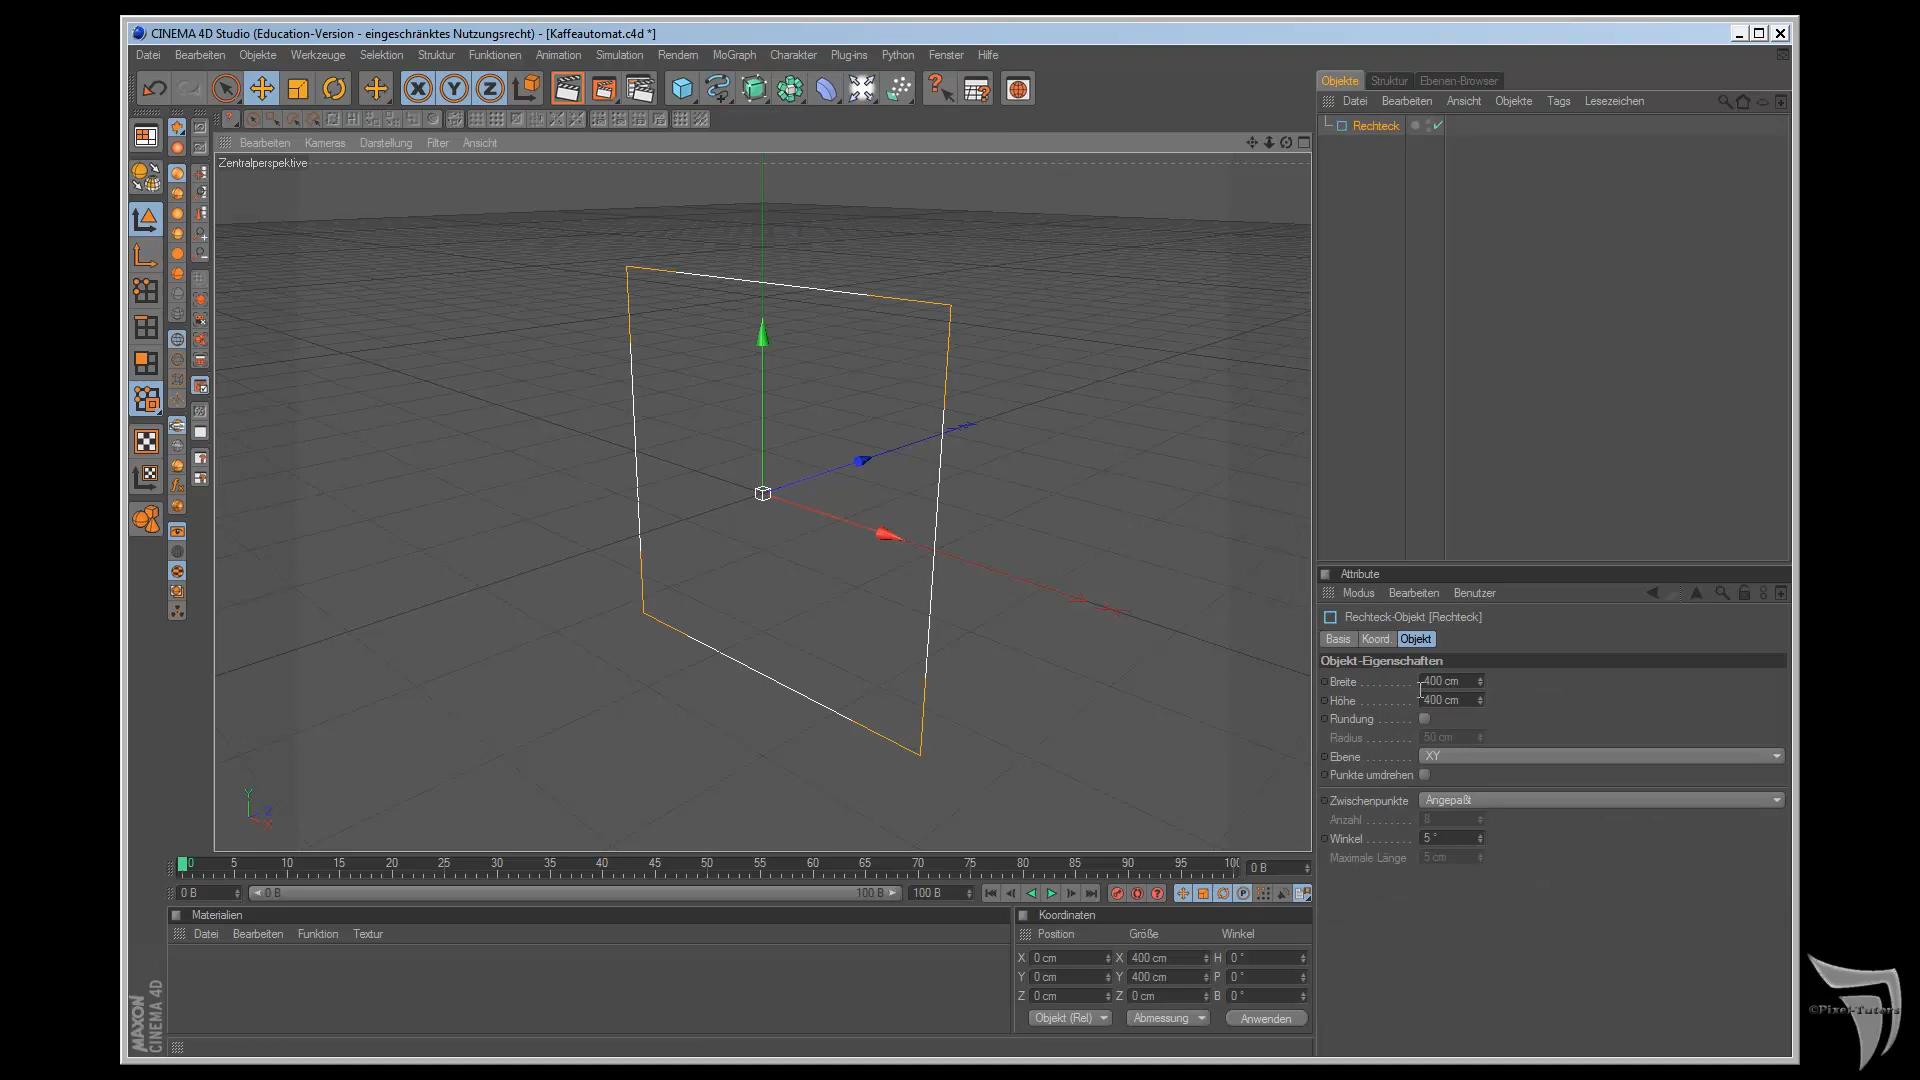 CINEMA 4D Studio (Education-Version - eingeschränktes Nutzungsrecht) - [Kaffeautomat.c4d *]
Datei Bearbeiten Objekte Werkzeuge Selektion Struktur Funktionen Animation Simulation Rendern MoGraph Charakter Plug-ins Python Fenster Hilfe
Objekte Struktur Ebenen-Browser
Datei Bearbeiten Ansicht Objekte Tags Lesezeichen
Rechteck
Bearbeiten Kameras Darstellung Filter Ansicht
Zentralperspektive
Attribute
Modus Bearbeiten Benutzer
Rechteck-Objekt [Rechteck]
Basis Koord. Objekt
Objekt-Eigenschaften
Breite 400 cm
Höhe 400 cm
Rundung
Radius 50 cm
Ebene XY
Punkte umdrehen
Zwischenpunkte Angepaßt
Anzahl 8
Winkel 5 °
Maximale Länge 5 cm
Y Z X
0 5 10 15 20 25 30 35 40 45 50 55 60 65 70 75 80 85 90 95 100 0 B
0 B 0 B 100 B 100 B
Materialien
Datei Bearbeiten Funktion Textur
Koordinaten
Position Größe Winkel
X 0 cm X 400 cm H 0 °
Y 0 cm Y 400 cm P 0 °
Z 0 cm Z 0 cm B 0 °
Objekt (Rel) Abmessung Anwenden
MAXON CINEMA 4D
©Pixel-Tutors